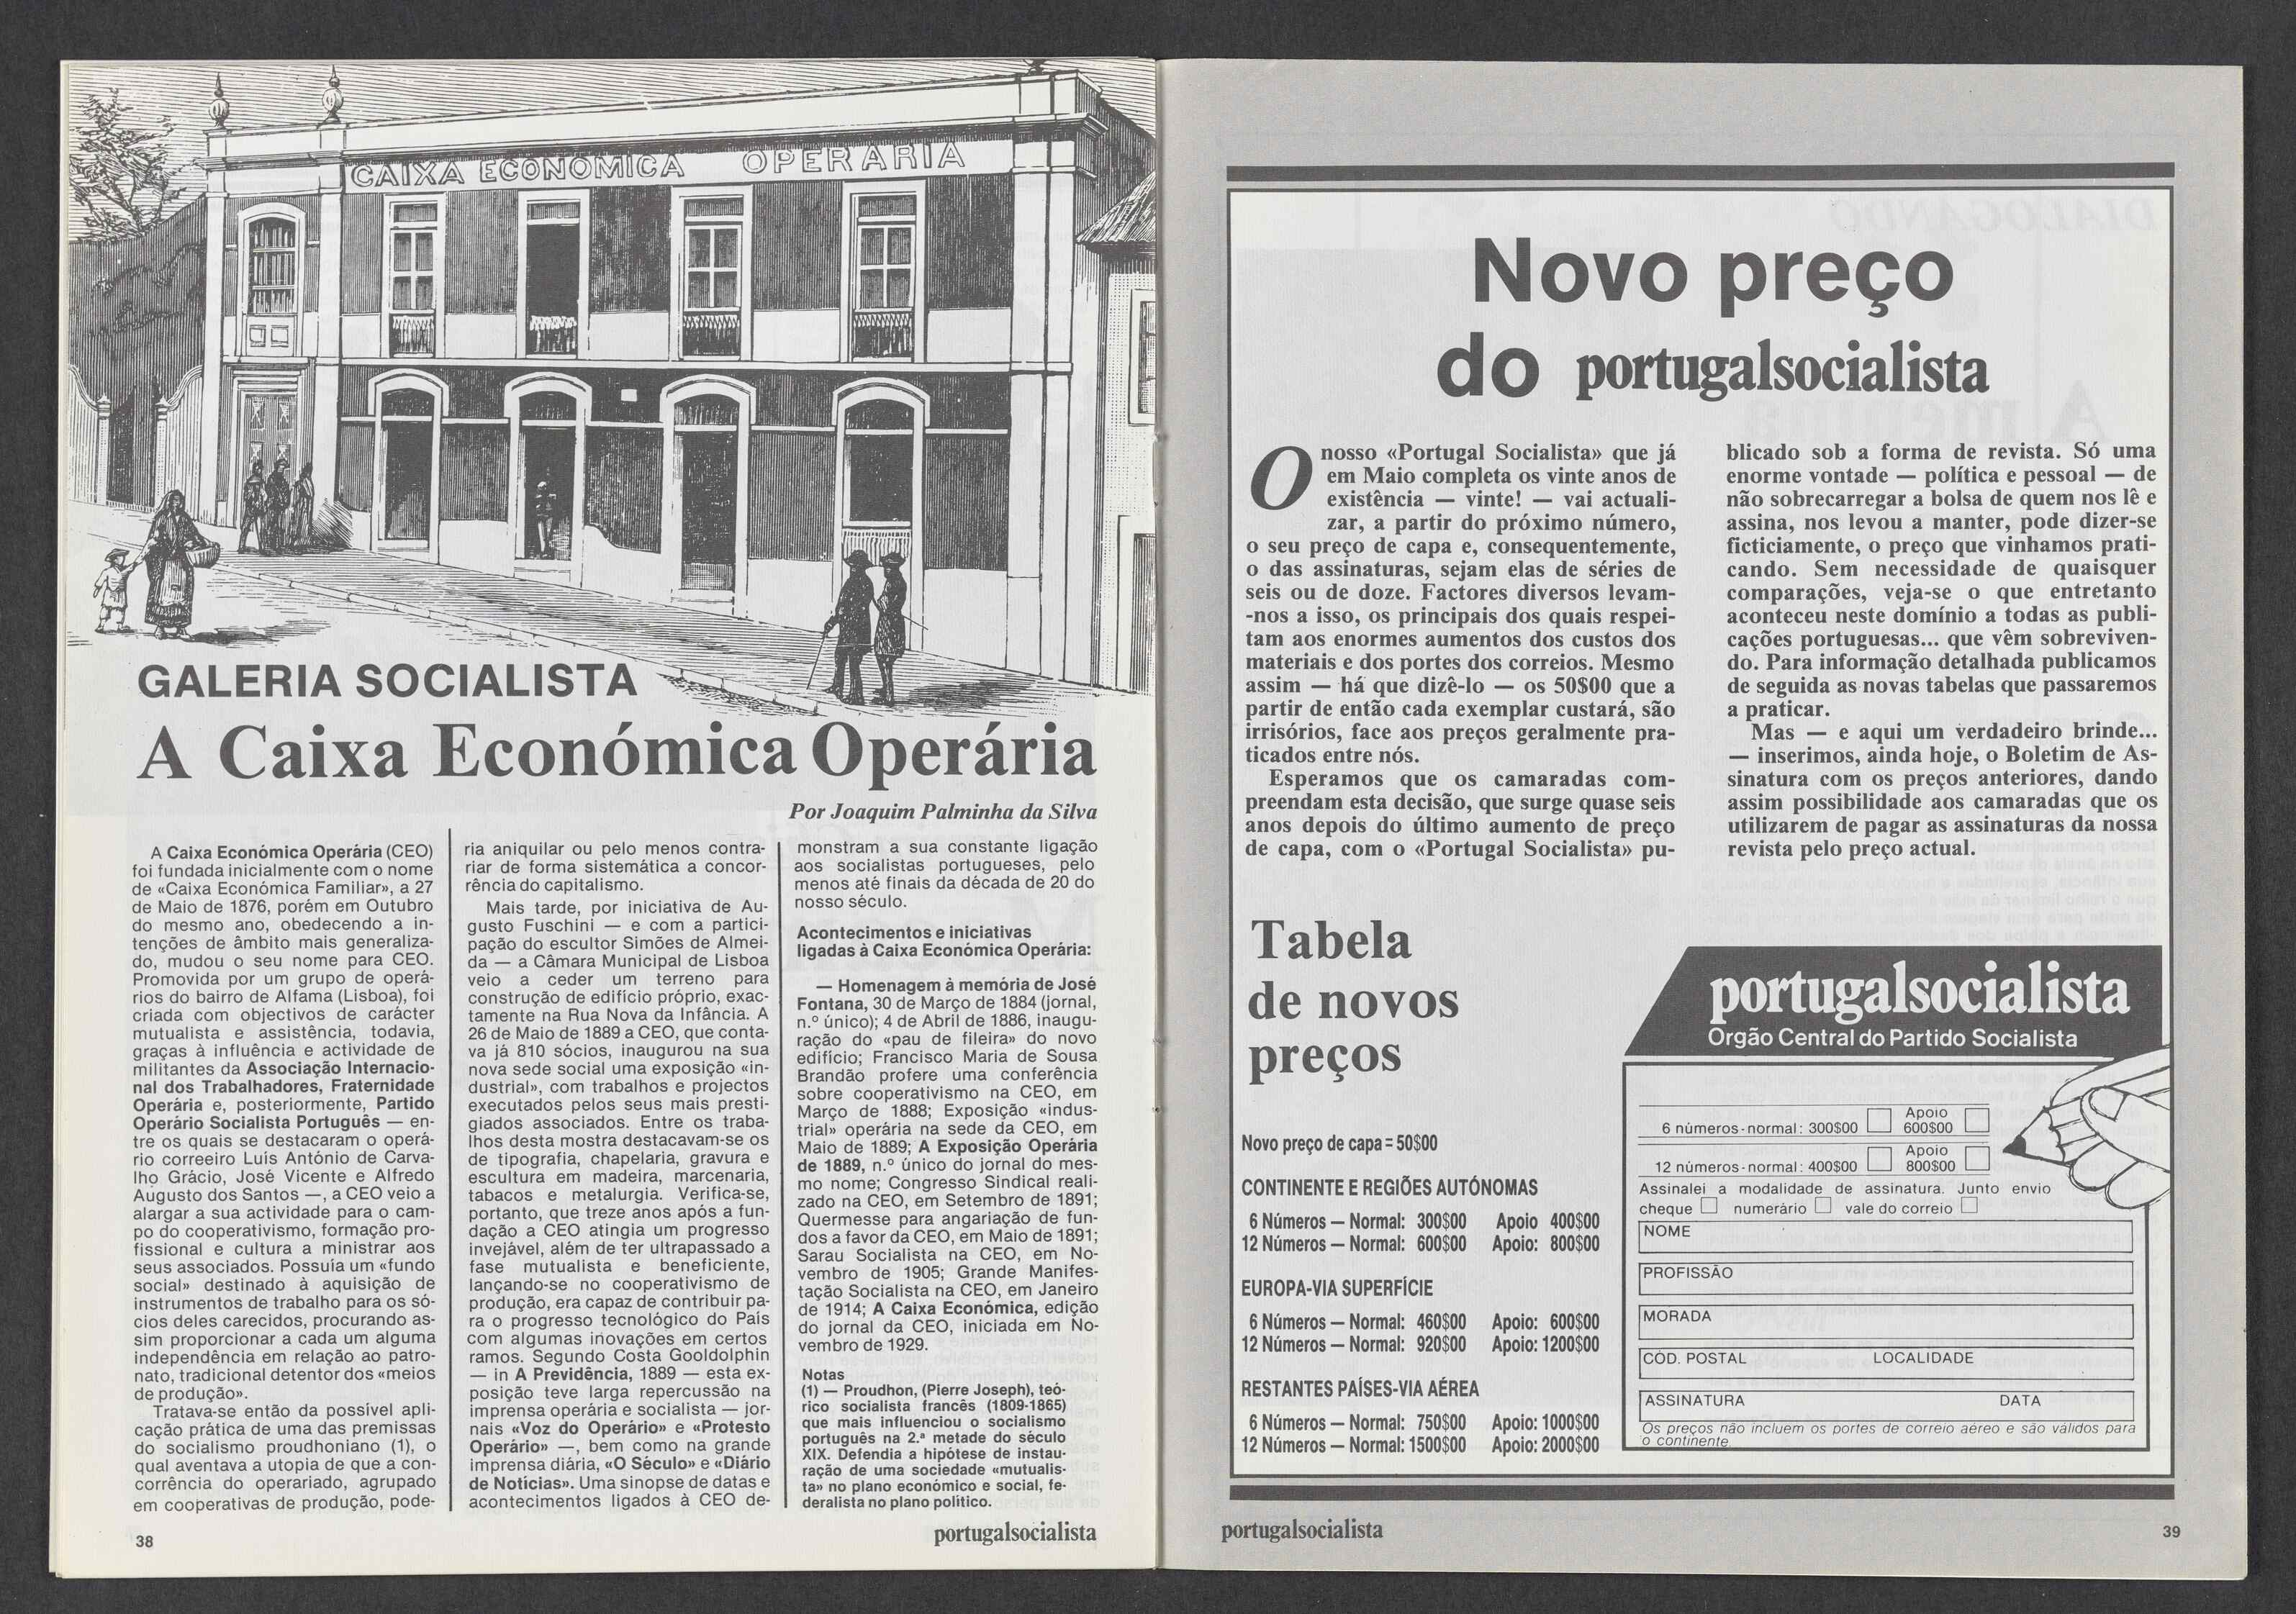 CAIXA ECONOMICA OPERARIA
GALERIA SOCIALISTA
A Caixa Económica Operária
Por Joaquim Palminha da Silva
A Caixa Económica Operária (CEO)
foi fundada inicialmente com o nome
de «Caixa Económica Familiar», a 27
de Maio de 1876, porém em Outubro
do mesmo ano, obedecendo a in-
tenções de âmbito mais generaliza-
do, mudou o seu nome para CEO.
Promovida por um grupo de operá-
rios do bairro de Alfama (Lisboa), foi
criada com objectivos de carácter
mutualista e assistência, todavia,
graças à influência e actividade de
militantes da Associação Internacio-
nal dos Trabalhadores, Fraternidade
Operária e, posteriormente, Partido
Operário Socialista Português — en-
tre os quais se destacaram o operá-
rio correeiro Luís António de Carva-
lho Grácio, José Vicente e Alfredo
Augusto dos Santos —, a CEO veio a
alargar a sua actividade para o cam-
po do cooperativismo, formação pro-
fissional e cultura a ministrar aos
seus associados. Possuía um «fundo
social» destinado à aquisição de
instrumentos de trabalho para os só-
cios deles carecidos, procurando as-
sim proporcionar a cada um alguma
independência em relação ao patro-
nato, tradicional detentor dos «meios
de produção».
Tratava-se então da possível apli-
cação prática de uma das premissas
do socialismo proudhoniano (1), o
qual aventava a utopia de que a con-
corrência do operariado, agrupado
em cooperativas de produção, pode-
ria aniquilar ou pelo menos contra-
riar de forma sistemática a concor-
rência do capitalismo.
Mais tarde, por iniciativa de Au-
gusto Fuschini — e com a partici-
pação do escultor Simões de Almei-
da — a Câmara Municipal de Lisboa
veio a ceder um terreno para
construção de edifício próprio, exac-
tamente na Rua Nova da Infância. A
26 de Maio de 1889 a CEO, que conta-
va já 810 sócios, inaugurou na sua
nova sede social uma exposição «in-
dustrial», com trabalhos e projectos
executados pelos seus mais presti-
giados associados. Entre os traba-
lhos desta mostra destacavam-se os
de tipografia, chapelaria, gravura e
escultura em madeira, marcenaria,
tabacos e metalurgia. Verifica-se,
portanto, que treze anos após a fun-
dação a CEO atingia um progresso
invejável, além de ter ultrapassado a
fase mutualista e beneficiente,
lançando-se no cooperativismo de
produção, era capaz de contribuir pa-
ra o progresso tecnológico do País
com algumas inovações em certos
ramos. Segundo Costa Gooldolphin
— in A Previdência, 1889 — esta ex-
posição teve larga repercussão na
imprensa operária e socialista — jor-
nais «Voz do Operário» e «Protesto
Operário» —, bem como na grande
imprensa diária, «O Século» e «Diário
de Notícias». Uma sinopse de datas e
acontecimentos ligados à CEO de-
monstram a sua constante ligação
aos socialistas portugueses, pelo
menos até finais da década de 20 do
nosso século.
Acontecimentos e iniciativas
ligadas à Caixa Económica Operária:
— Homenagem à memória de José
Fontana, 30 de Março de 1884 (jornal,
n.º único); 4 de Abril de 1886, inaugu-
ração do «pau de fileira» do novo
edifício; Francisco Maria de Sousa
Brandão profere uma conferência
sobre cooperativismo na CEO, em
Março de 1888; Exposição «indus-
trial» operária na sede da CEO, em
Maio de 1889; A Exposição Operária
de 1889, n.º único do jornal do mes-
mo nome; Congresso Sindical reali-
zado na CEO, em Setembro de 1891;
Quermesse para angariação de fun-
dos a favor da CEO, em Maio de 1891;
Sarau Socialista na CEO, em No-
vembro de 1905; Grande Manifes-
tação Socialista na CEO, em Janeiro
de 1914; A Caixa Económica, edição
do jornal da CEO, iniciada em No-
vembro de 1929.
Notas
(1) — Proudhon, (Pierre Joseph), teó-
rico socialista francês (1809-1865)
que mais influenciou o socialismo
português na 2.ª metade do século
XIX. Defendia a hipótese de instau-
ração de uma sociedade «mutualis-
ta» no plano económico e social, fe-
deralista no plano político.
38
portugalsocialista
Novo preço
do portugalsocialista
O nosso «Portugal Socialista» que já
em Maio completa os vinte anos de
existência — vinte! — vai actuali-
zar, a partir do próximo número,
o seu preço de capa e, consequentemente,
o das assinaturas, sejam elas de séries de
seis ou de doze. Factores diversos levam-
-nos a isso, os principais dos quais respei-
tam aos enormes aumentos dos custos dos
materiais e dos portes dos correios. Mesmo
assim — há que dizê-lo — os 50$00 que a
partir de então cada exemplar custará, são
irrisórios, face aos preços geralmente pra-
ticados entre nós.
Esperamos que os camaradas com-
preendam esta decisão, que surge quase seis
anos depois do último aumento de preço
de capa, com o «Portugal Socialista» pu-
blicado sob a forma de revista. Só uma
enorme vontade — política e pessoal — de
não sobrecarregar a bolsa de quem nos lê e
assina, nos levou a manter, pode dizer-se
ficticiamente, o preço que vinhamos prati-
cando. Sem necessidade de quaisquer
comparações, veja-se o que entretanto
aconteceu neste domínio a todas as publi-
cações portuguesas... que vêm sobreviven-
do. Para informação detalhada publicamos
de seguida as novas tabelas que passaremos
a praticar.
Mas — e aqui um verdadeiro brinde...
— inserimos, ainda hoje, o Boletim de As-
sinatura com os preços anteriores, dando
assim possibilidade aos camaradas que os
utilizarem de pagar as assinaturas da nossa
revista pelo preço actual.
Tabela
de novos
preços
Novo preço de capa = 50$00
CONTINENTE E REGIÕES AUTÓNOMAS
6 Números — Normal: 300$00 Apoio 400$00
12 Números — Normal: 600$00 Apoio: 800$00
EUROPA-VIA SUPERFÍCIE
6 Números — Normal: 460$00 Apoio: 600$00
12 Números — Normal: 920$00 Apoio: 1200$00
RESTANTES PAÍSES-VIA AÉREA
6 Números — Normal: 750$00 Apoio: 1000$00
12 Números — Normal: 1500$00 Apoio: 2000$00
portugalsocialista
Orgão Central do Partido Socialista
6 números-normal: 300$00 Apoio 600$00
12 números-normal: 400$00 Apoio 800$00
Assinalei a modalidade de assinatura. Junto envio
cheque numerário vale do correio
NOME
PROFISSÃO
MORADA
CÓD. POSTAL LOCALIDADE
ASSINATURA DATA
Os preços não incluem os portes de correio aéreo e são válidos para
o continente.
portugalsocialista
39